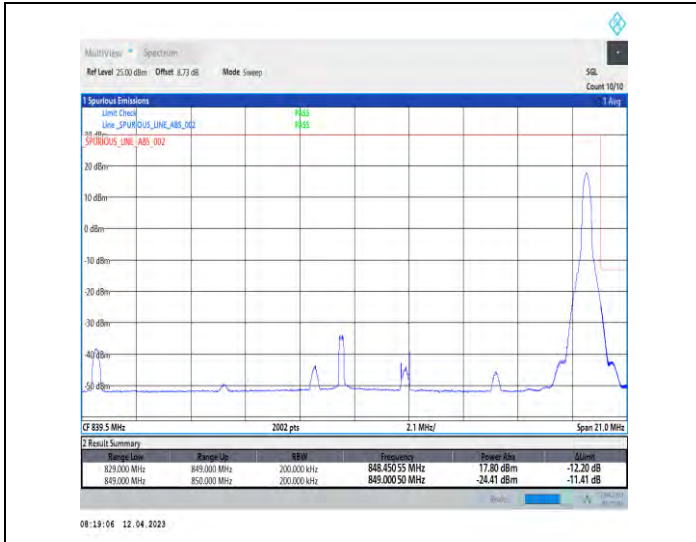 MultiView Spectrum
Ref Level 25.00 dBm Offset 8.73 dB Mode Sweep SGL
Count 10/10
1 Spurious Emissions 1 Avg
Limit Check PASS
Line _SPURIOUS_LINE_ABS_002 PASS
_SPURIOUS_LINE_ABS_002
20 dBm
10 dBm
0 dBm
-10 dBm
-20 dBm
-30 dBm
-40 dBm
-50 dBm
CF 839.5 MHz 2002 pts 2.1 MHz/ Span 21.0 MHz
2 Result Summary
Range Low Range Up RBW Frequency Power Abs ΔLimit
829.000 MHz 849.000 MHz 200.000 kHz 848.450 55 MHz 17.80 dBm -12.20 dB
849.000 MHz 850.000 MHz 200.000 kHz 849.000 50 MHz -24.41 dBm -11.41 dB
08:19:06 12.04.2023